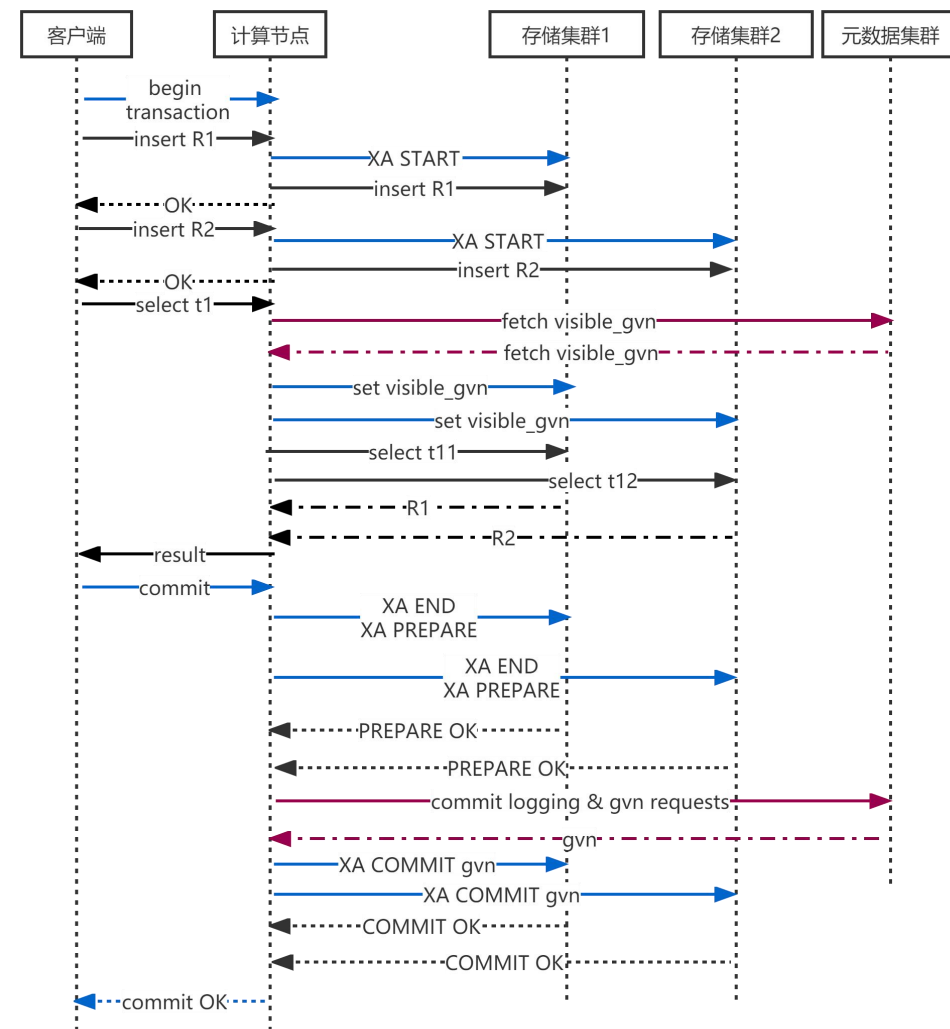 客户端
计算节点
存储集群1
存储集群2
元数据集群
begin
transaction
insert R1
XA START
insert R1
OK
insert R2
XA START
insert R2
OK
select t1
fetch visible_gvn
fetch visible_gvn
set visible_gvn
set visible_gvn
select t11
select t12
R1
R2
result
commit
XA END
XA PREPARE
XA END
XA PREPARE
PREPARE OK
PREPARE OK
commit logging & gvn requests
gvn
XA COMMIT gvn
XA COMMIT gvn
COMMIT OK
COMMIT OK
commit OK